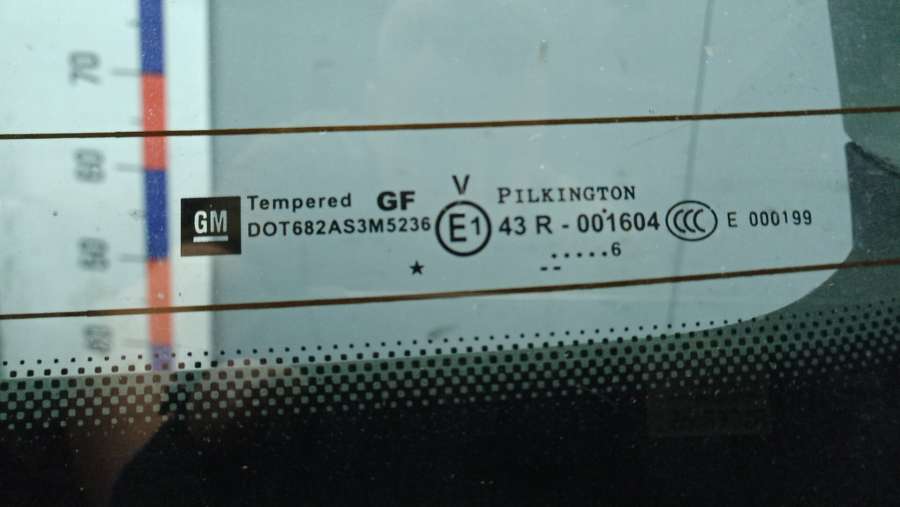 70
60
50
GM
Tempered GF V PILKINGTON
DOT682AS3M5236 E1 43 R - 001604 CCC E 000199
★ -- .....6